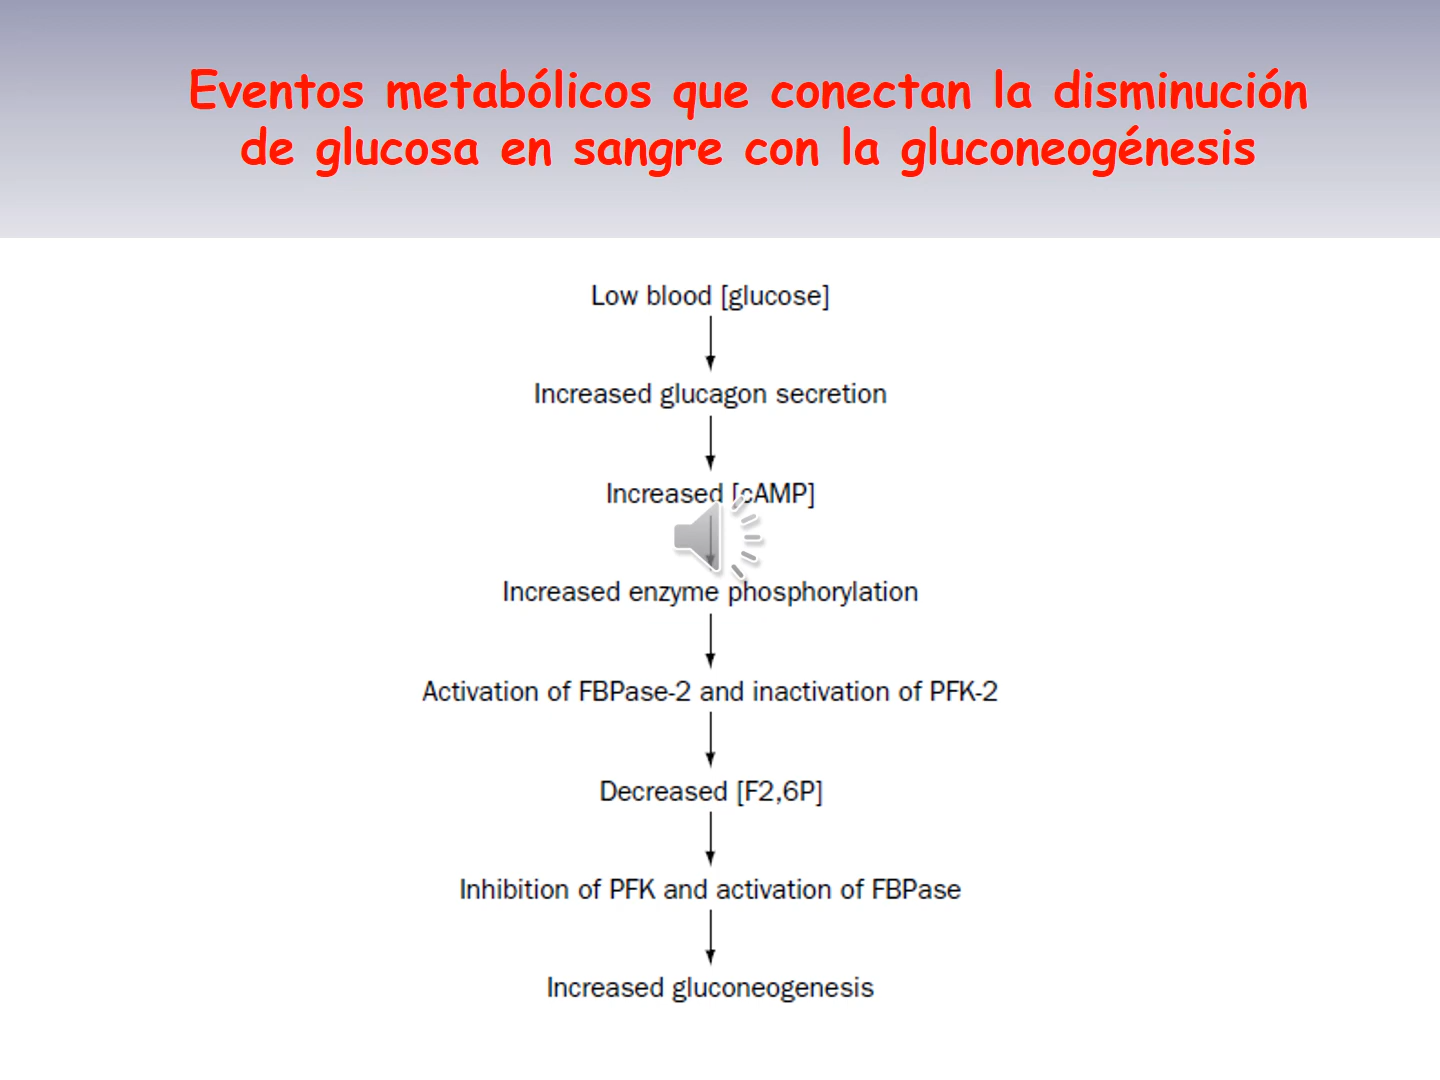 Eventos metabólicos que conectan la disminución
de glucosa en sangre con la gluconeogénesis
Low blood [glucose]
Increased glucagon secretion
Increased [cAMP]
Increased enzyme phosphorylation
Activation of FBPase-2 and inactivation of PFK-2
Decreased [F2,6P]
Inhibition of PFK and activation of FBPase
Increased gluconeogenesis